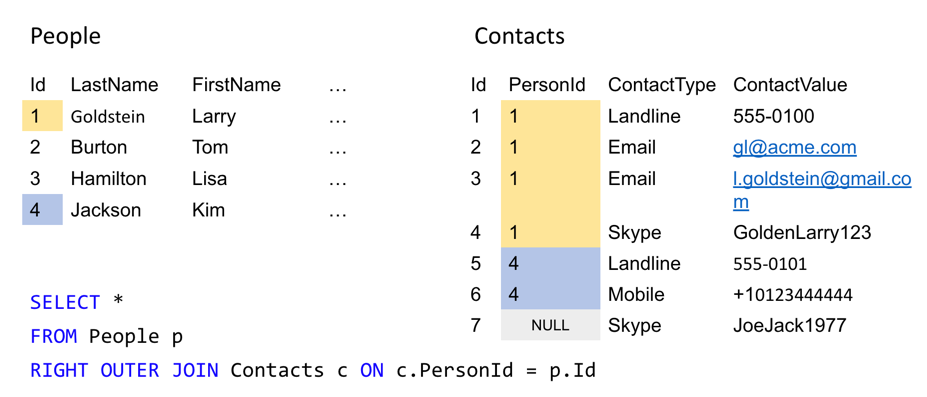 People
Id LastName FirstName ...
1 Goldstein Larry ...
2 Burton Tom ...
3 Hamilton Lisa ...
4 Jackson Kim ...
Contacts
Id PersonId ContactType ContactValue
1 1 Landline 555-0100
2 1 Email gl@acme.com
3 1 Email l.goldstein@gmail.co
m
4 1 Skype GoldenLarry123
5 4 Landline 555-0101
6 4 Mobile +10123444444
7 NULL Skype JoeJack1977
SELECT *
FROM People p
RIGHT OUTER JOIN Contacts c ON c.PersonId = p.Id